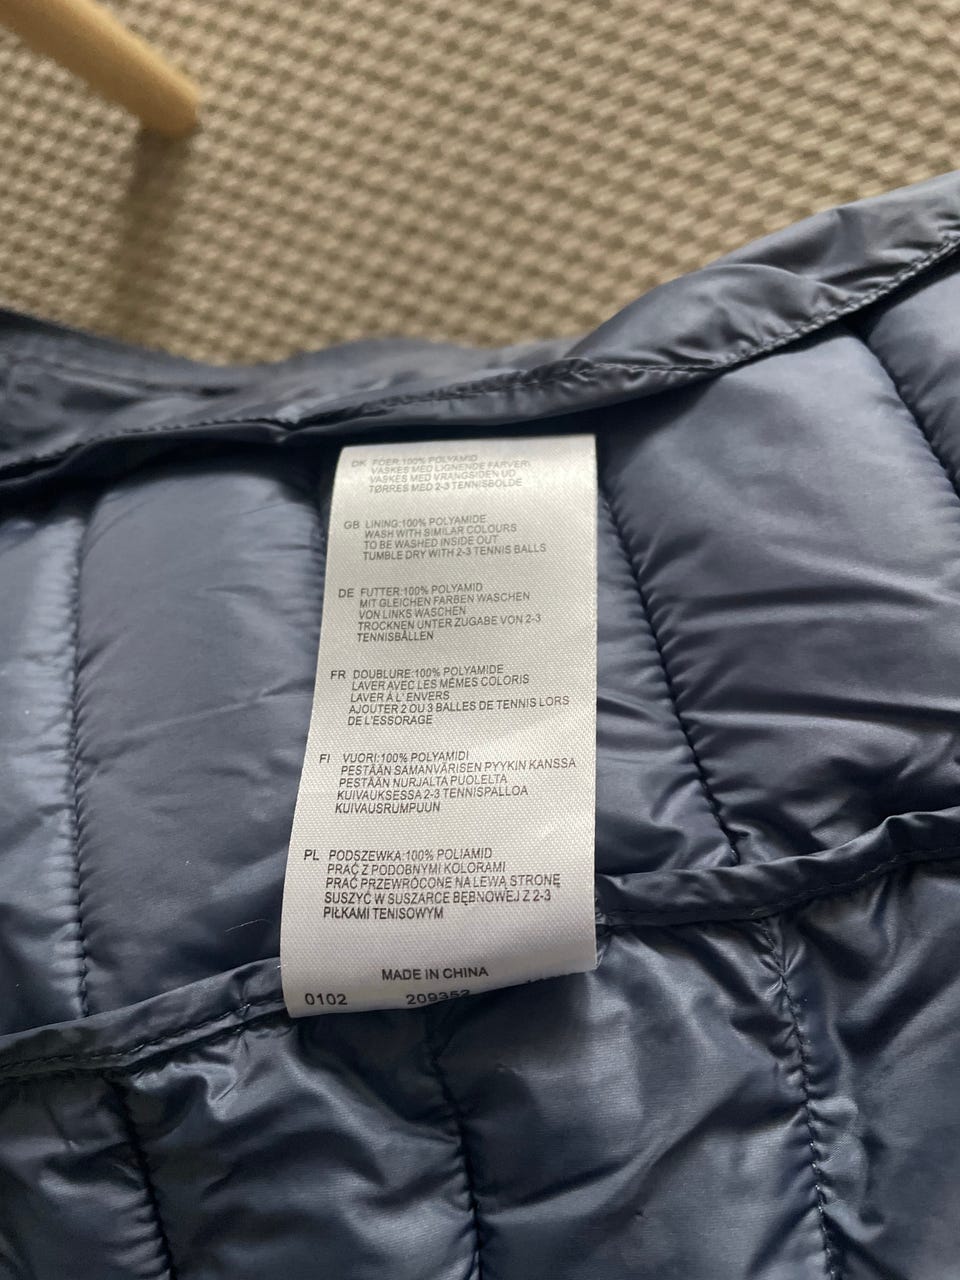 DK FOER:100% POLYAMID
VASKES MED LIGNENDE FARVER
VASKES MED VRANGSIDEN UD
TØRRES MED 2-3 TENNISBOLDE
GB LINING:100% POLYAMIDE
WASH WITH SIMILAR COLOURS
TO BE WASHED INSIDE OUT
TUMBLE DRY WITH 2-3 TENNIS BALLS
DE FUTTER:100% POLYAMID
MIT GLEICHEN FARBEN WASCHEN
VON LINKS WASCHEN
TROCKNEN UNTER ZUGABE VON 2-3
TENNISBÄLLEN
FR DOUBLURE:100% POLYAMIDE
LAVER AVEC LES MÊMES COLORIS
LAVER À L'ENVERS
AJOUTER 2 OU 3 BALLES DE TENNIS LORS
DE L'ESSORAGE
FI VUORI:100% POLYAMIDI
PESTÄÄN SAMANVÄRISEN PYYKIN KANSSA
PESTÄÄN NURJALTA PUOLELTA
KUIVAUKSESSA 2-3 TENNISPALLOA
KUIVAUSRUMPUUN
PL PODSZEWKA:100% POLIAMID
PRAĆ Z PODOBNYMI KOLORAMI
PRAĆ PRZEWRÓCONE NA LEWĄ STRONĘ
SUSZYĆ W SUSZARCE BĘBNOWEJ Z 2-3
PIŁKAMI TENISOWYM
MADE IN CHINA
0102 209352